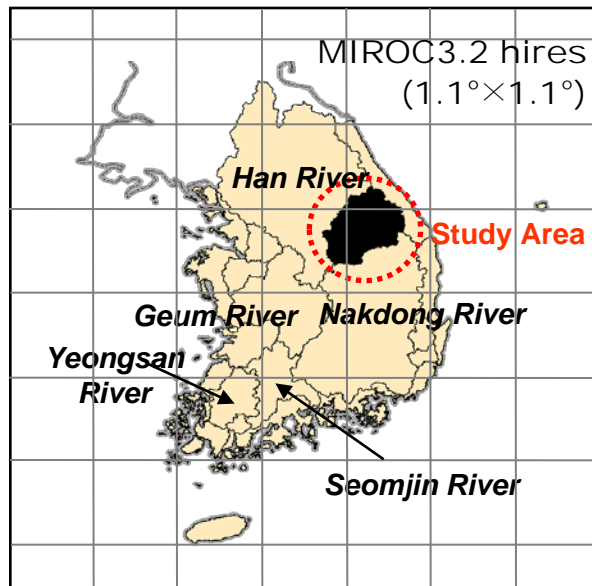 MIROC3.2 hires
(1.1°×1.1°)
Han River
Study Area
Geum River
Nakdong River
Yeongsan
River
Seomjin River